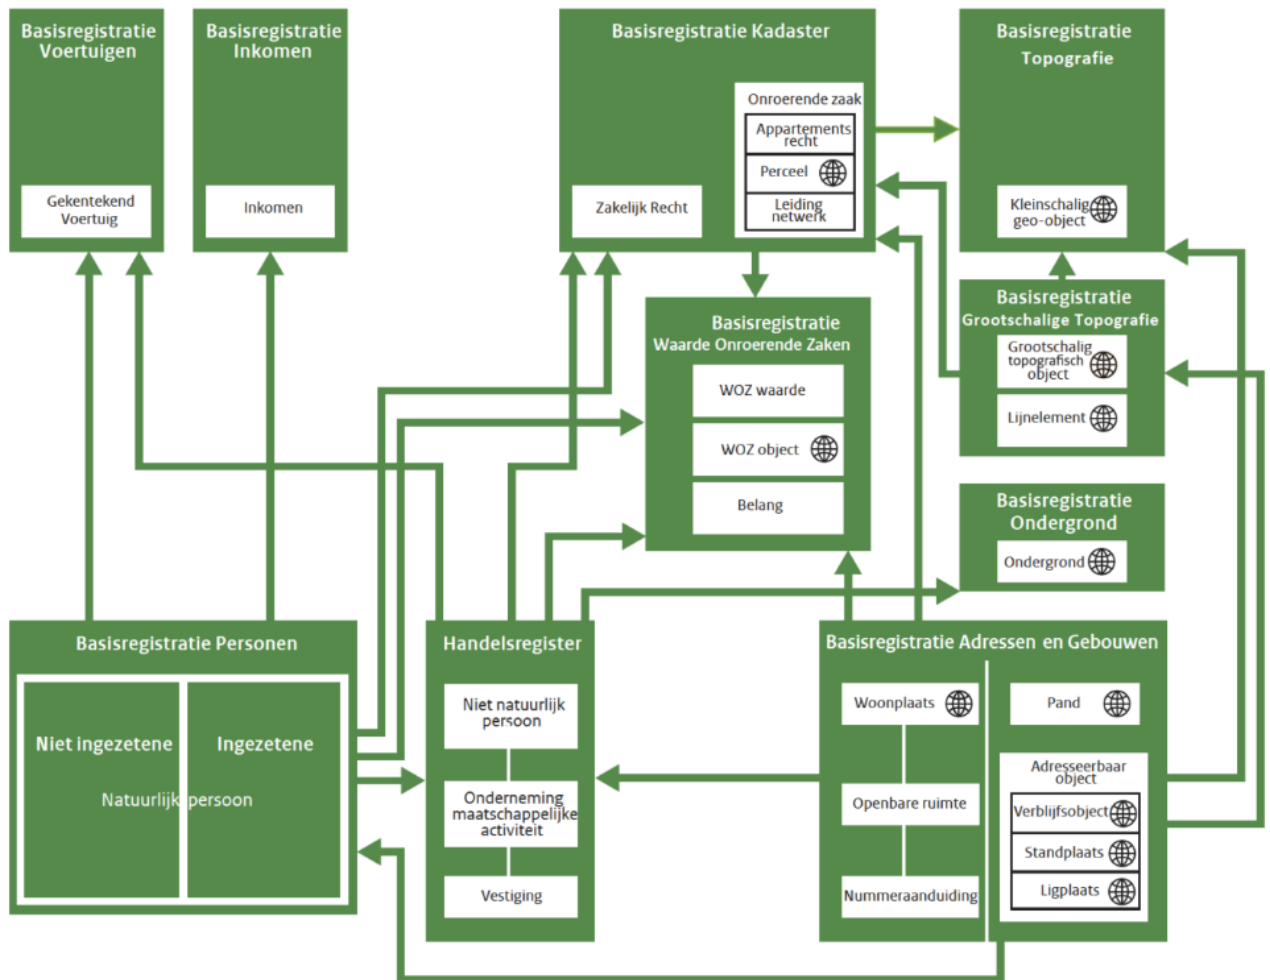 Basisregistratie
Voertuigen
Gekentekend
Voertuig
Basisregistratie
Inkomen
Inkomen
Basisregistratie Kadaster
Onroerende zaak
Appartements
recht
Perceel
Leiding
netwerk
Zakelijk Recht
Basisregistratie
Topografie
Kleinschalig
geo-object
Basisregistratie
Waarde Onroerende Zaken
WOZ waarde
WOZ object
Belang
Basisregistratie
Grootschalige Topografie
Grootschalig
topografisch
object
Lijnelement
Basisregistratie
Ondergrond
Ondergrond
Basisregistratie Personen
Niet ingezetene
Ingezetene
Natuurlijk persoon
Handelsregister
Niet natuurlijk
persoon
Onderneming
maatschappelijke
activiteit
Vestiging
Basisregistratie Adressen en Gebouwen
Woonplaats
Openbare ruimte
Nummeraanduiding
Pand
Adresseerbaar
object
Verblijfsobject
Standplaats
Ligplaats